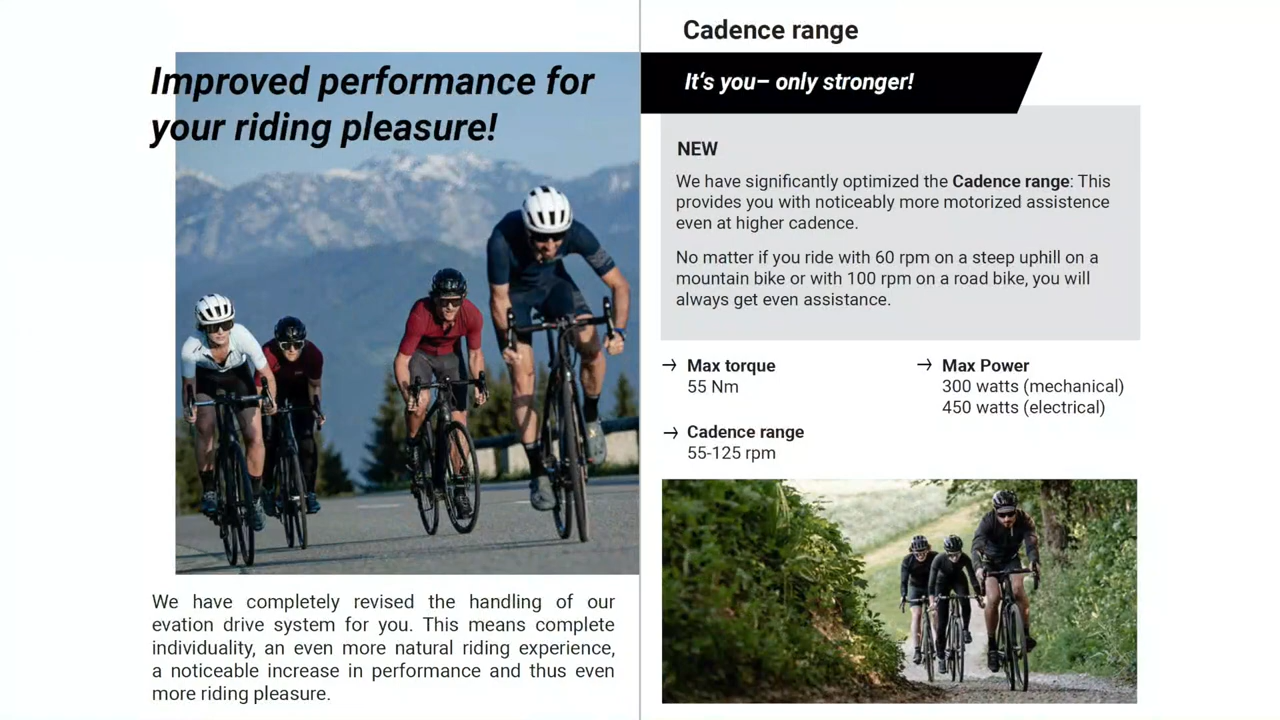 Improved performance for
your riding pleasure!
We have completely revised the handling of our
evation drive system for you. This means complete
individuality, an even more natural riding experience,
a noticeable increase in performance and thus even
more riding pleasure.
Cadence range
It‘s you– only stronger!
NEW
We have significantly optimized the Cadence range: This
provides you with noticeably more motorized assistence
even at higher cadence.
No matter if you ride with 60 rpm on a steep uphill on a
mountain bike or with 100 rpm on a road bike, you will
always get even assistance.
→ Max torque
55 Nm
→ Max Power
300 watts (mechanical)
450 watts (electrical)
→ Cadence range
55-125 rpm